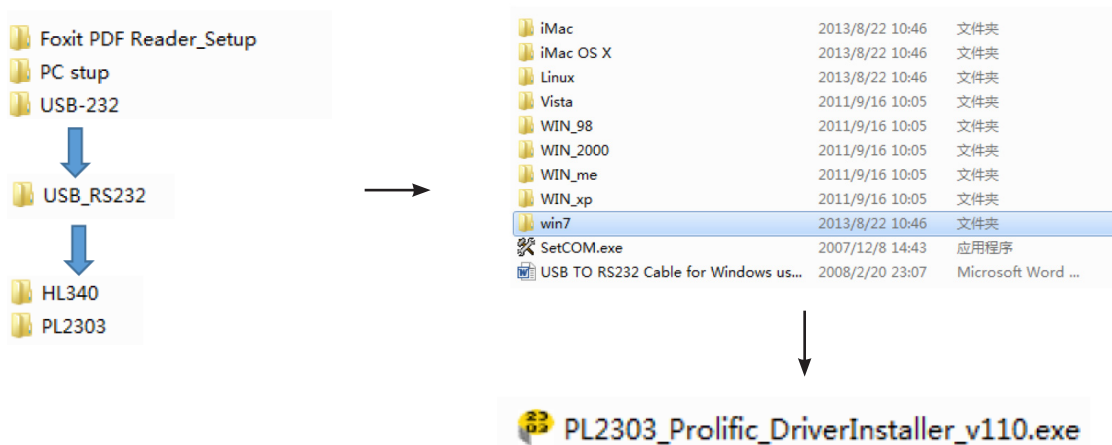 Foxit PDF Reader_Setup
PC stup
USB-232
USB_RS232
HL340
PL2303
iMac 2013/8/22 10:46 文件夹
iMac OS X 2013/8/22 10:46 文件夹
Linux 2013/8/22 10:46 文件夹
Vista 2011/9/16 10:05 文件夹
WIN_98 2011/9/16 10:05 文件夹
WIN_2000 2011/9/16 10:05 文件夹
WIN_me 2011/9/16 10:05 文件夹
WIN_xp 2011/9/16 10:05 文件夹
win7 2013/8/22 10:46 文件夹
SetCOM.exe 2007/12/8 14:43 应用程序
USB TO RS232 Cable for Windows us... 2008/2/20 23:07 Microsoft Word ...
PL2303_Prolific_DriverInstaller_v110.exe